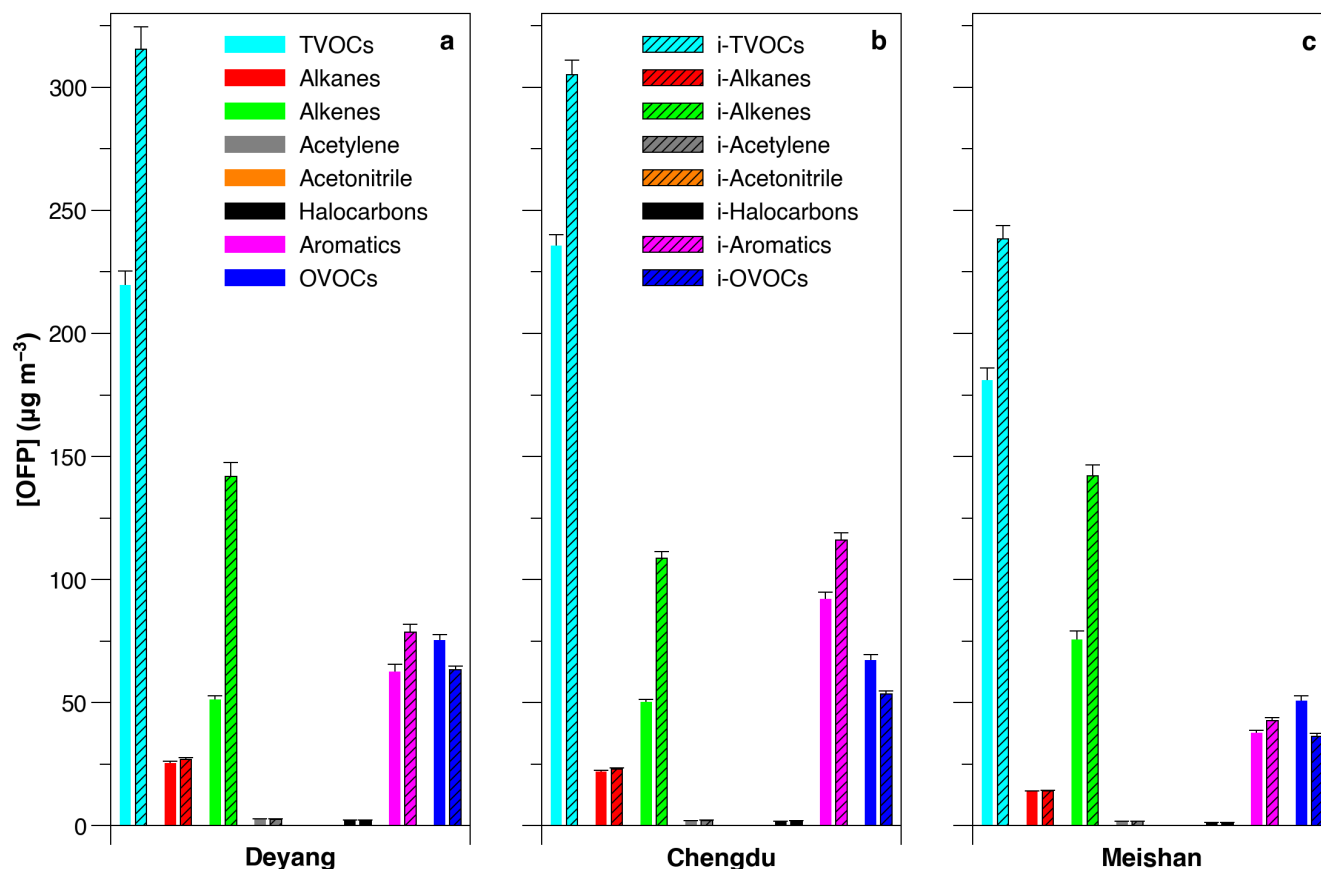 [OFP] (µg m⁻³)
300
250
200
150
100
50
0
a
TVOCs
Alkanes
Alkenes
Acetylene
Acetonitrile
Halocarbons
Aromatics
OVOCs
Deyang
b
i-TVOCs
i-Alkanes
i-Alkenes
i-Acetylene
i-Acetonitrile
i-Halocarbons
i-Aromatics
i-OVOCs
Chengdu
c
Meishan